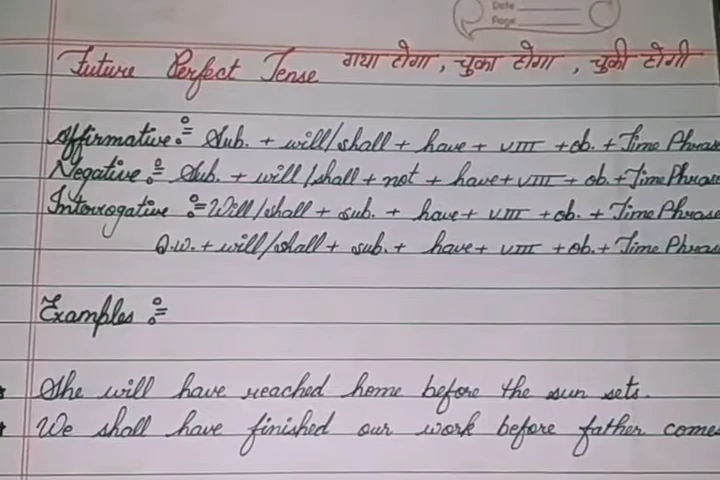 Date
Page
Future Perfect Tense गया होगा, चुका होगा, चुकी होगी
Affirmative:= Sub. + will/shall + have + VIII + ob. + Time Phrase
Negative:= Sub. + will/shall + not + have + VIII + ob. + Time Phrase
Interrogative:= Will/shall + sub. + have + VIII + ob. + Time Phrase
Q.W. + will/shall + sub. + have + VIII + ob. + Time Phrase
Examples:=
She will have reached home before the sun sets.
We shall have finished our work before father comes